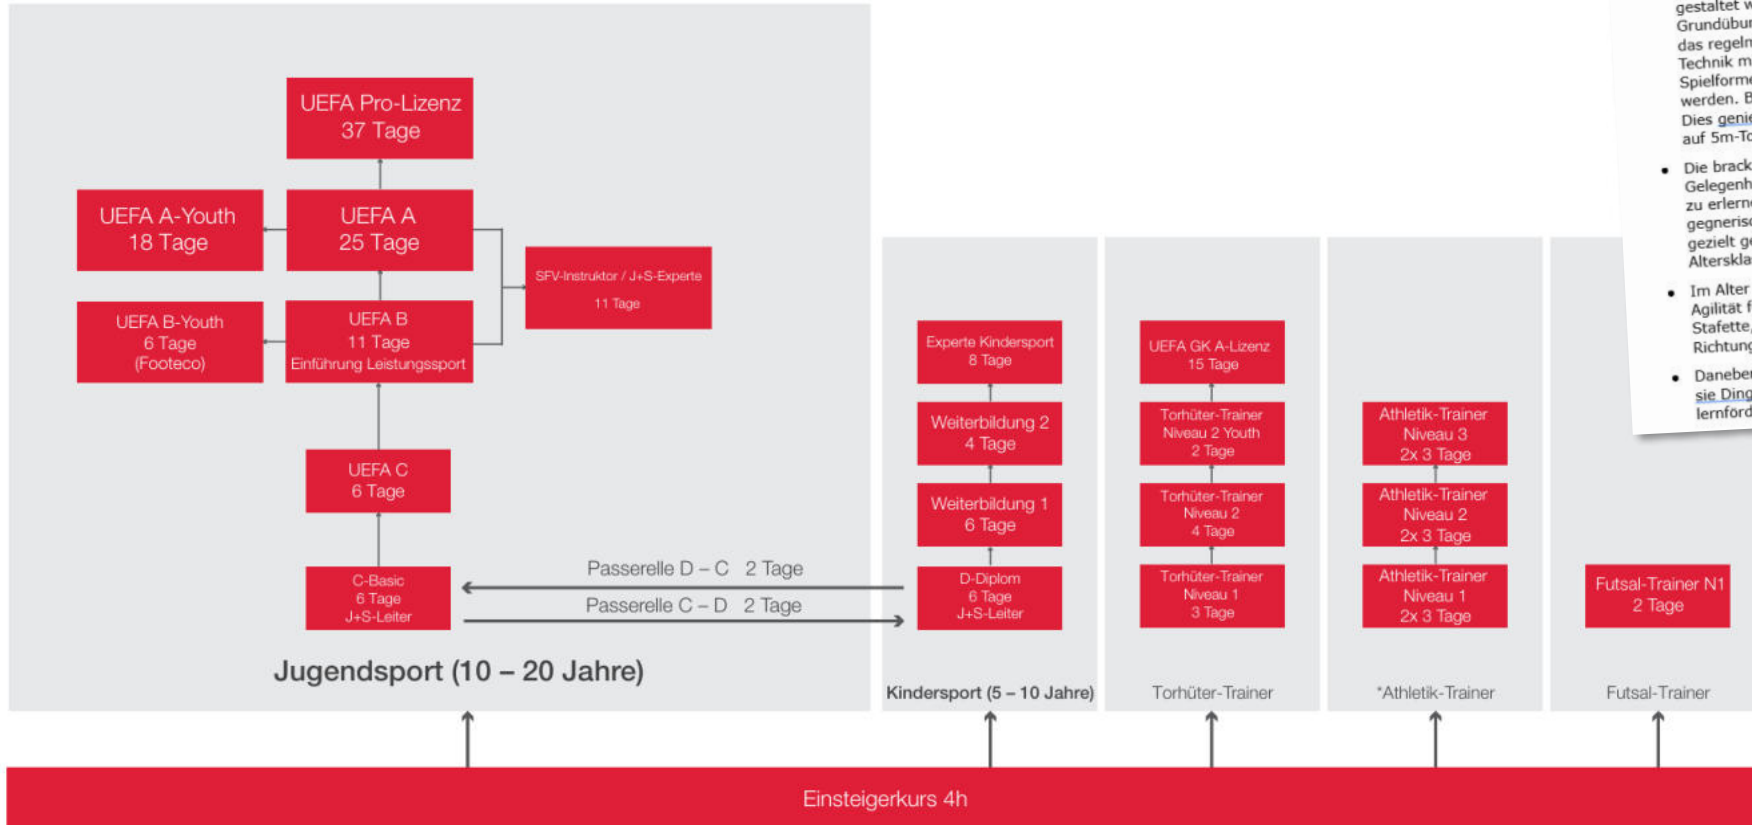 UEFA Pro-Lizenz
37 Tage
UEFA A-Youth
18 Tage
UEFA A
25 Tage
SFV-Instruktor / J+S-Experte
11 Tage
UEFA B-Youth
6 Tage
(Footeco)
UEFA B
11 Tage
Einführung Leistungssport
UEFA C
6 Tage
C-Basic
6 Tage
J+S-Leiter
Passerelle D – C 2 Tage
Passerelle C – D 2 Tage
Jugendsport (10 – 20 Jahre)
Experte Kindersport
8 Tage
Weiterbildung 2
4 Tage
Weiterbildung 1
6 Tage
D-Diplom
6 Tage
J+S-Leiter
Kindersport (5 – 10 Jahre)
UEFA GK A-Lizenz
15 Tage
Torhüter-Trainer
Niveau 2 Youth
2 Tage
Torhüter-Trainer
Niveau 2
4 Tage
Torhüter-Trainer
Niveau 1
3 Tage
Torhüter-Trainer
Athletik-Trainer
Niveau 3
2x 3 Tage
Athletik-Trainer
Niveau 2
2x 3 Tage
Athletik-Trainer
Niveau 1
2x 3 Tage
*Athletik-Trainer
Futsal-Trainer N1
2 Tage
Futsal-Trainer
Einsteigerkurs 4h
gestaltet
Grundübu
das regeln
Technik m
Spielforme
werden. B
Dies genie
auf 5m-To
• Die brack
Gelegenh
zu erlern
gegneris
gezielt g
Alterskla
• Im Alter
Agilität f
Stafette,
Richtung
• Daneber
sie Ding
lernförd